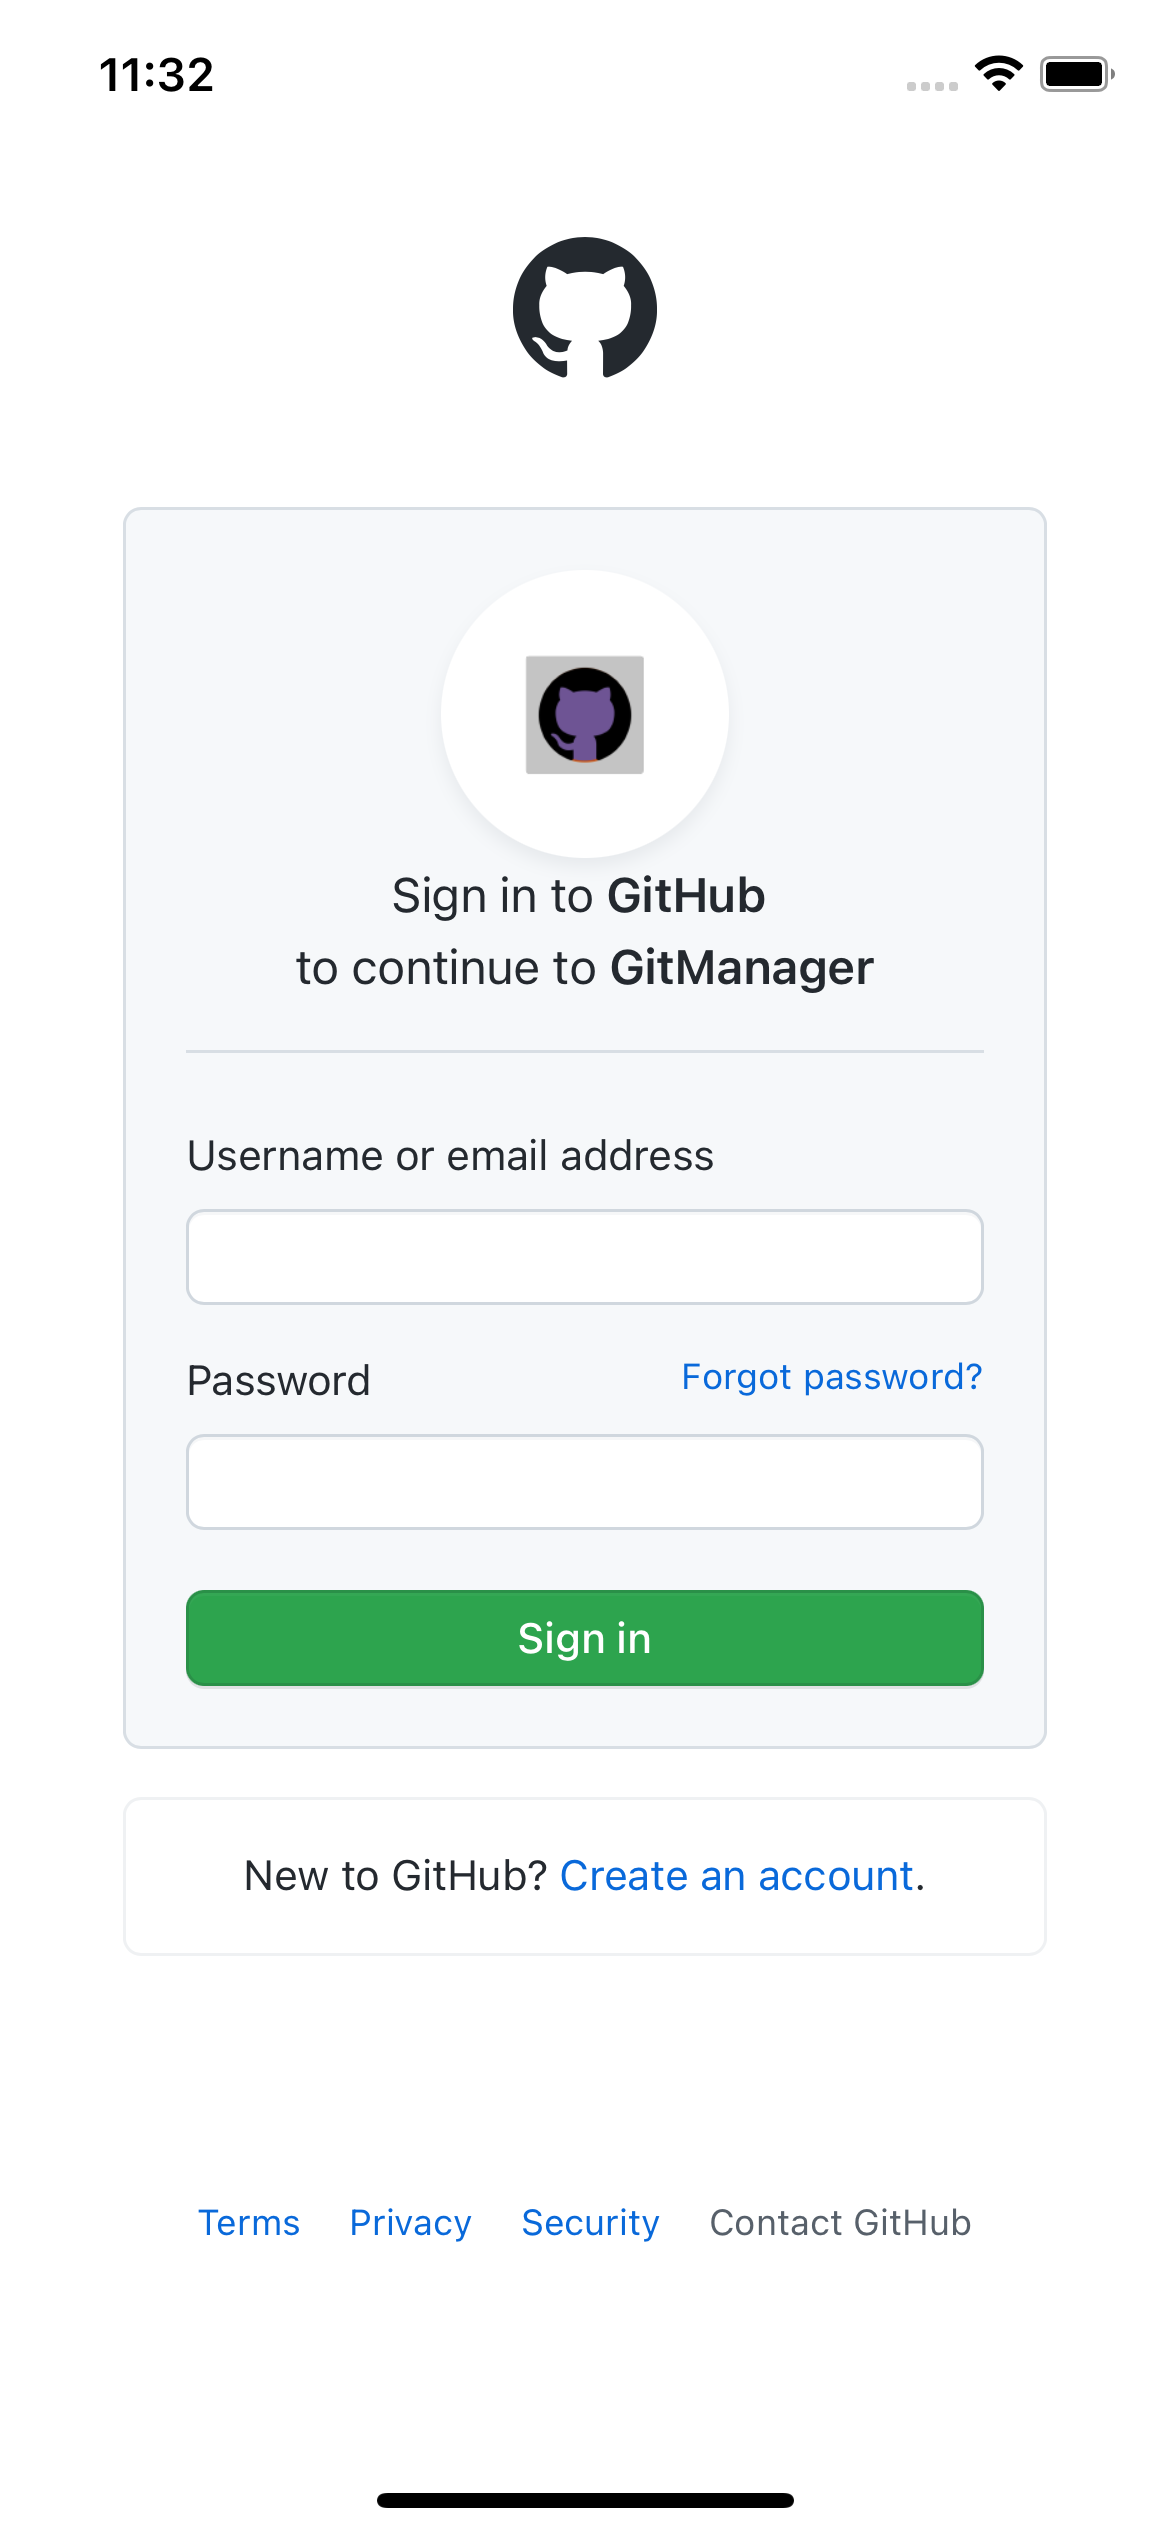 11:32
Sign in to GitHub
to continue to GitManager
Username or email address
Password
Forgot password?
Sign in
New to GitHub? Create an account.
Terms Privacy Security Contact GitHub